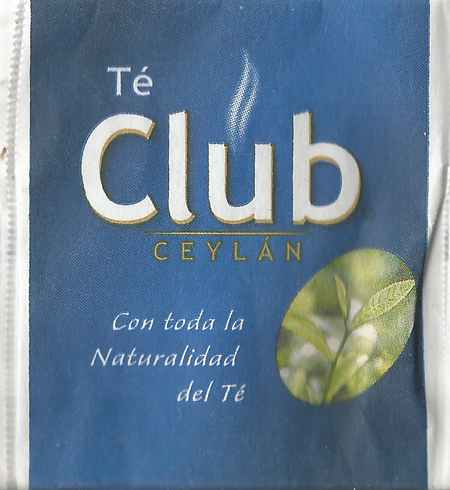 Té
Club
CEYLÁN
Con toda la
Naturalidad
del Té